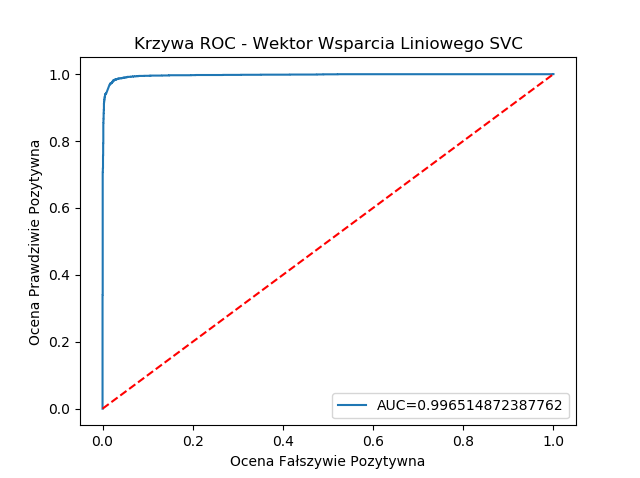 Krzywa ROC - Wektor Wsparcia Liniowego SVC
Ocena Prawdziwie Pozytywna
1.0
0.8
0.6
0.4
0.2
0.0
AUC=0.996514872387762
0.0 0.2 0.4 0.6 0.8 1.0
Ocena Fałszywie Pozytywna